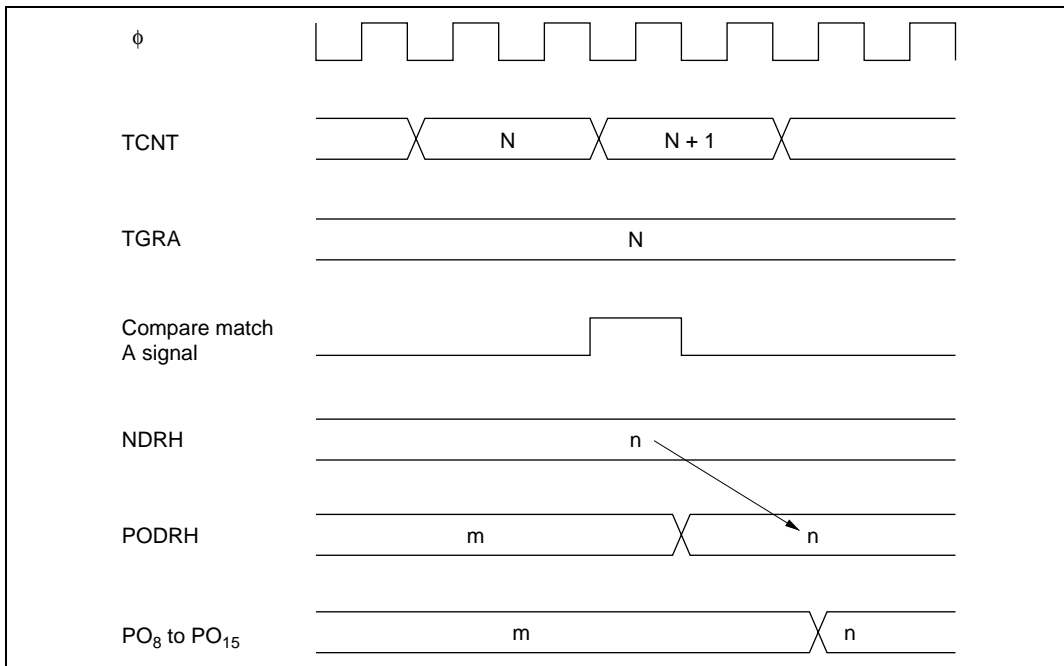 ϕ
TCNT
N
N + 1
TGRA
N
Compare match
A signal
NDRH
n
PODRH
m
n
PO₈ to PO₁₅
m
n